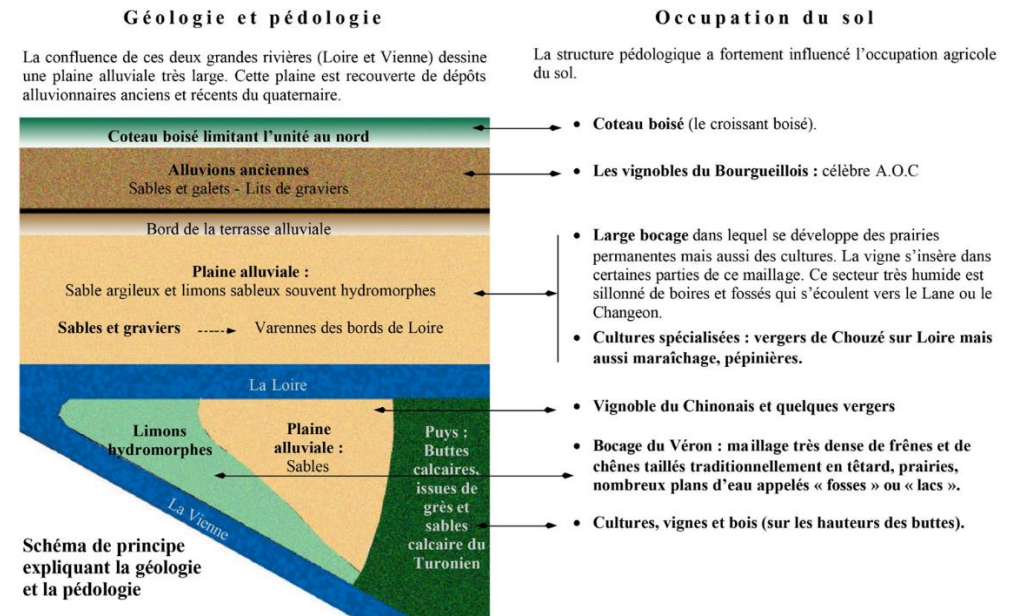 Géologie et pédologie
La confluence de ces deux grandes rivières (Loire et Vienne) dessine
une plaine alluviale très large. Cette plaine est recouverte de dépôts
alluvionnaires anciens et récents du quaternaire.
Coteau boisé limitant l'unité au nord
Alluvions anciennes
Sables et galets - Lits de graviers
Bord de la terrasse alluviale
Plaine alluviale :
Sable argileux et limons sableux souvent hydromorphes
Sables et graviers
Varennes des bords de Loire
La Loire
Limons
hydromorphes
Plaine
alluviale :
Sables
Puys :
Buttes
calcaires,
issues de
grès et
sables
calcaire du
Turonien
La Vienne
Schéma de principe
expliquant la géologie
et la pédologie
Occupation du sol
La structure pédologique a fortement influencé l'occupation agricole
du sol.
• Coteau boisé (le croissant boisé).
• Les vignobles du Bourgueillois : célèbre A.O.C
• Large bocage dans lequel se développe des prairies
permanentes mais aussi des cultures. La vigne s'insère dans
certaines parties de ce maillage. Ce secteur très humide est
sillonné de boires et fossés qui s'écoulent vers le Lane ou le
Changeon.
• Cultures spécialisées : vergers de Chouzé sur Loire mais
aussi maraîchage, pépinières.
• Vignoble du Chinonais et quelques vergers
• Bocage du Véron : maillage très dense de frênes et de
chênes taillés traditionnellement en têtard, prairies,
nombreux plans d'eau appelés « fosses » ou « lacs ».
• Cultures, vignes et bois (sur les hauteurs des buttes).